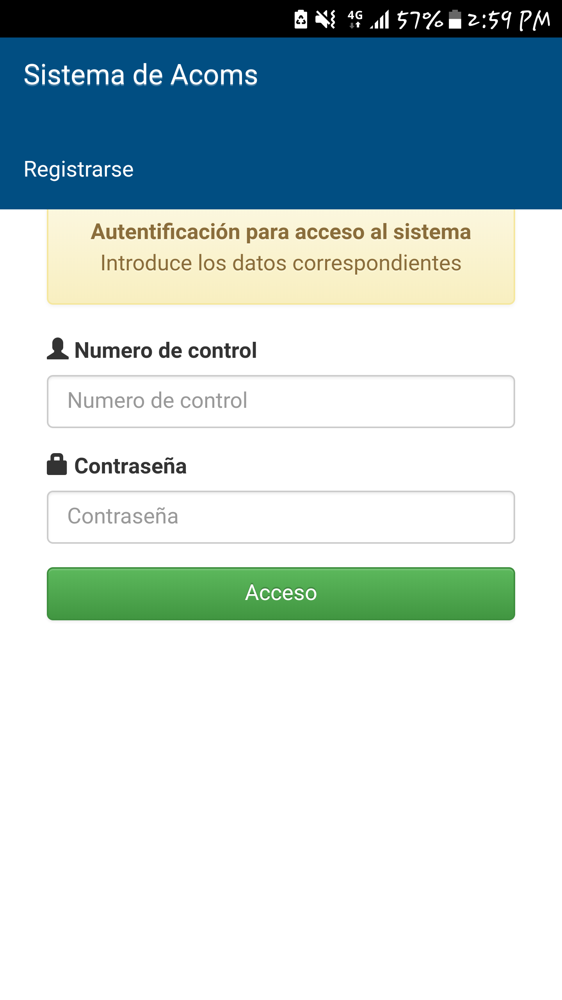 4G 57% 2:59 PM
Sistema de Acoms
Registrarse
Autentificación para acceso al sistema
Introduce los datos correspondientes
Numero de control
Numero de control
Contraseña
Contraseña
Acceso